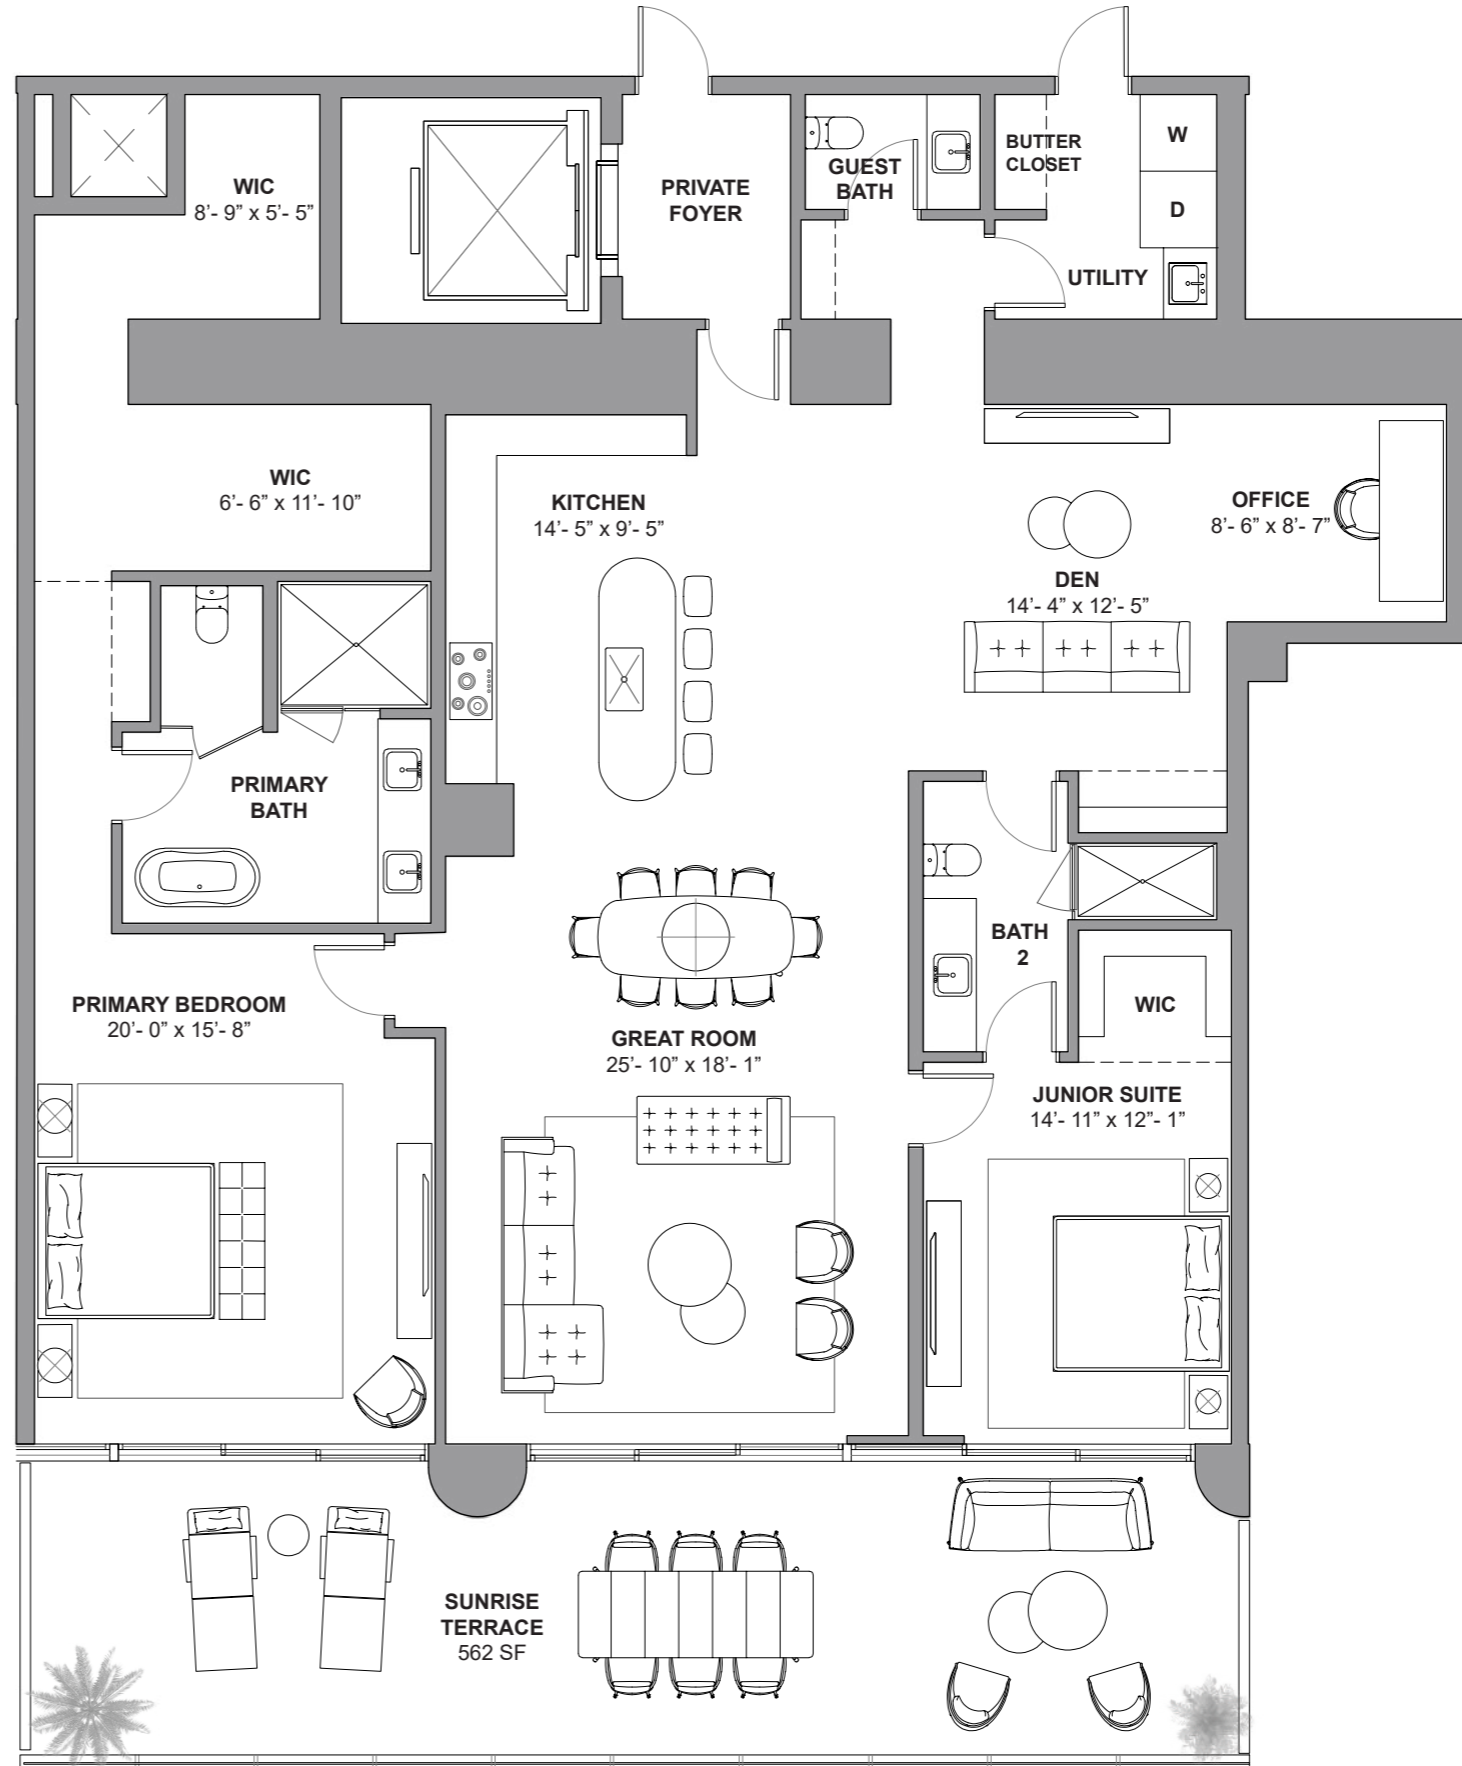 WIC
8’- 9” x 5’- 5”
PRIVATE
FOYER
GUEST
BATH
BUTTER
CLOSET
W
D
UTILITY
WIC
6’- 6” x 11’- 10”
KITCHEN
14’- 5” x 9’- 5”
OFFICE
8’- 6” x 8’- 7”
DEN
14’- 4” x 12’- 5”
PRIMARY
BATH
BATH
2
PRIMARY BEDROOM
20’- 0” x 15’- 8”
WIC
GREAT ROOM
25’- 10” x 18’- 1”
JUNIOR SUITE
14’- 11” x 12”- 1”
SUNRISE
TERRACE
562 SF